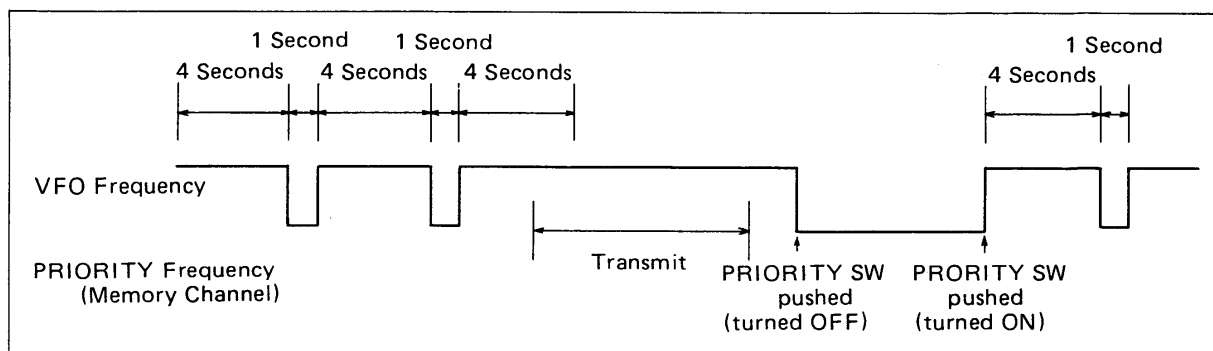 1 Second 1 Second 1 Second
4 Seconds 4 Seconds 4 Seconds 4 Seconds
VFO Frequency
PRIORITY Frequency
(Memory Channel)
Transmit
PRIORITY SW
pushed
(turned OFF)
PRORITY SW
pushed
(turned ON)